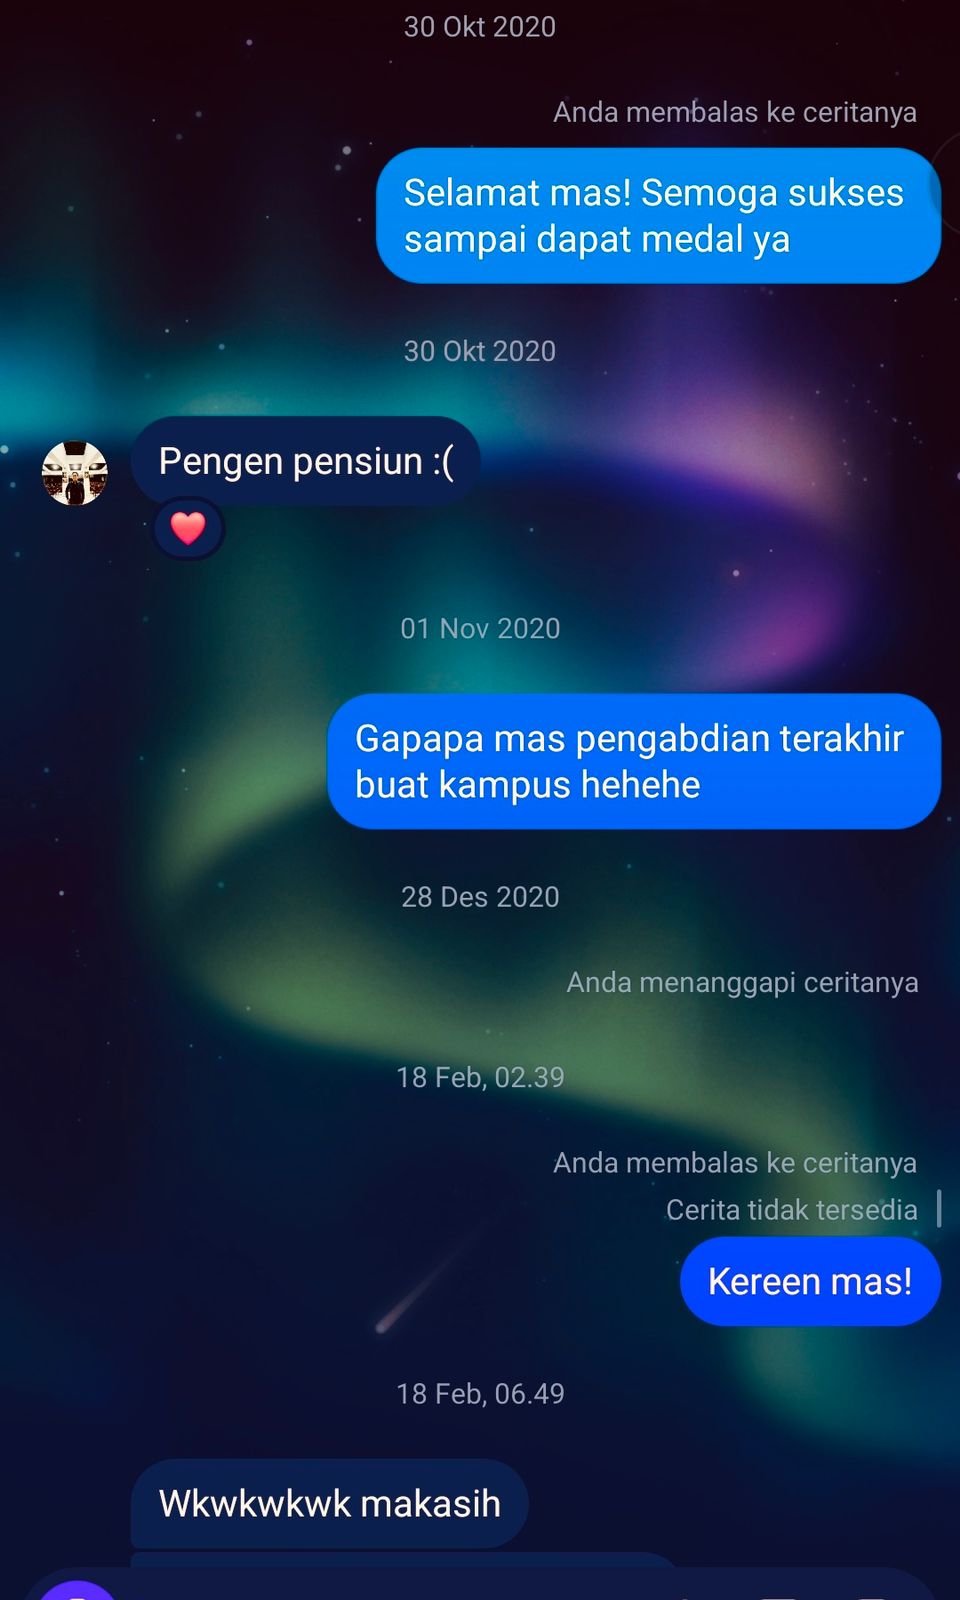 30 Okt 2020
Anda membalas ke ceritanya
Selamat mas! Semoga sukses
sampai dapat medal ya
30 Okt 2020
Pengen pensiun :(
01 Nov 2020
Gapapa mas pengabdian terakhir
buat kampus hehehe
28 Des 2020
Anda menanggapi ceritanya
18 Feb, 02.39
Anda membalas ke ceritanya
Cerita tidak tersedia
Kereen mas!
18 Feb, 06.49
Wkwkwkwk makasih